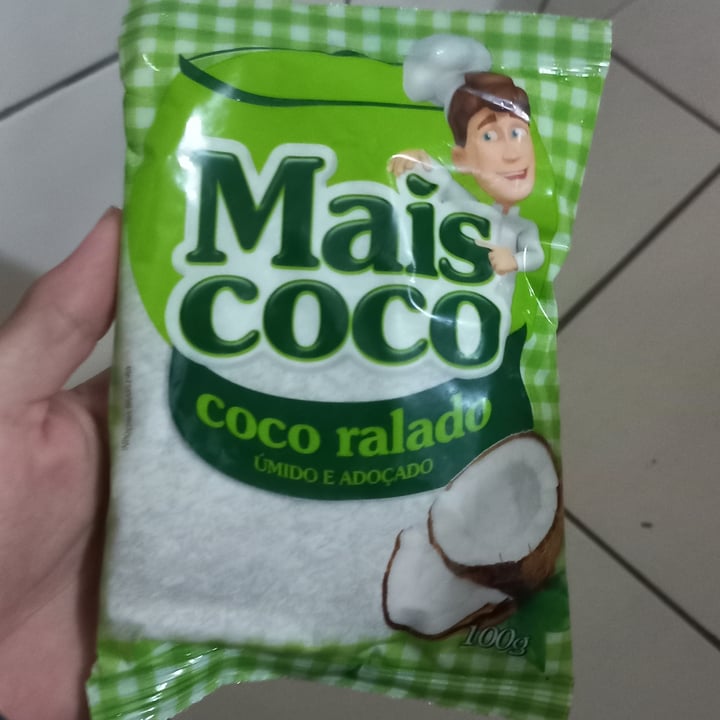 Mais
coco
coco ralado
ÚMIDO E ADOÇADO
100g